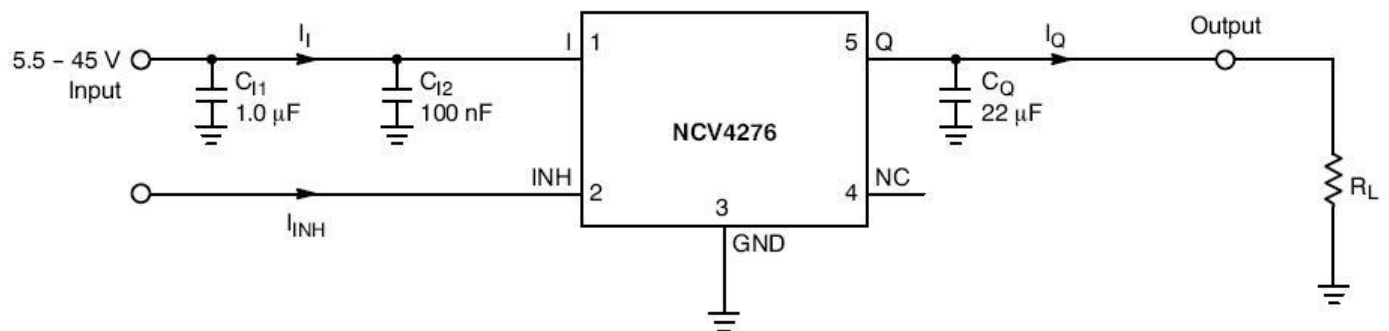 5.5 – 45 V
Input
I_I
C_I1
1.0 μF
C_I2
100 nF
I
1
INH
2
I_INH
NCV4276
3
GND
5
Q
4
NC
C_Q
22 μF
I_Q
Output
R_L